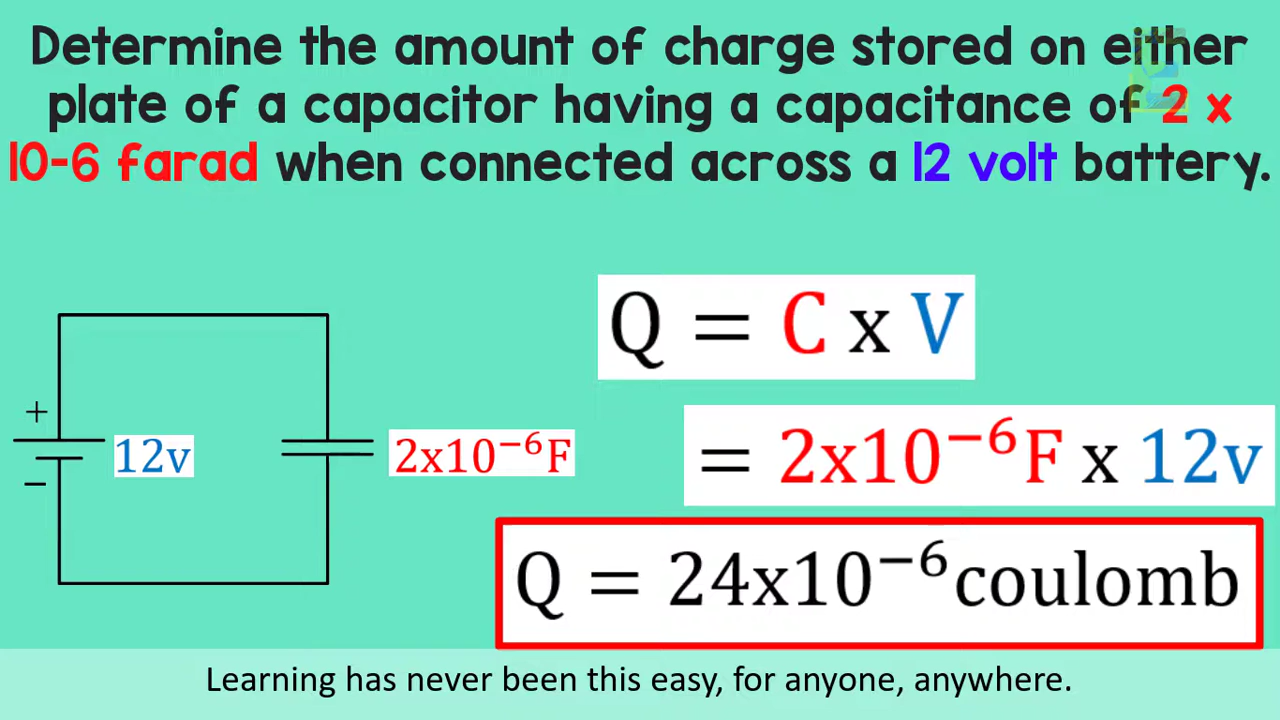 Determine the amount of charge stored on either
plate of a capacitor having a capacitance of 2 x
10-6 farad when connected across a 12 volt battery.
Q = C x V
+
12v
−
2x10⁻⁶F
= 2x10⁻⁶F x 12v
Q = 24x10⁻⁶coulomb
Learning has never been this easy, for anyone, anywhere.